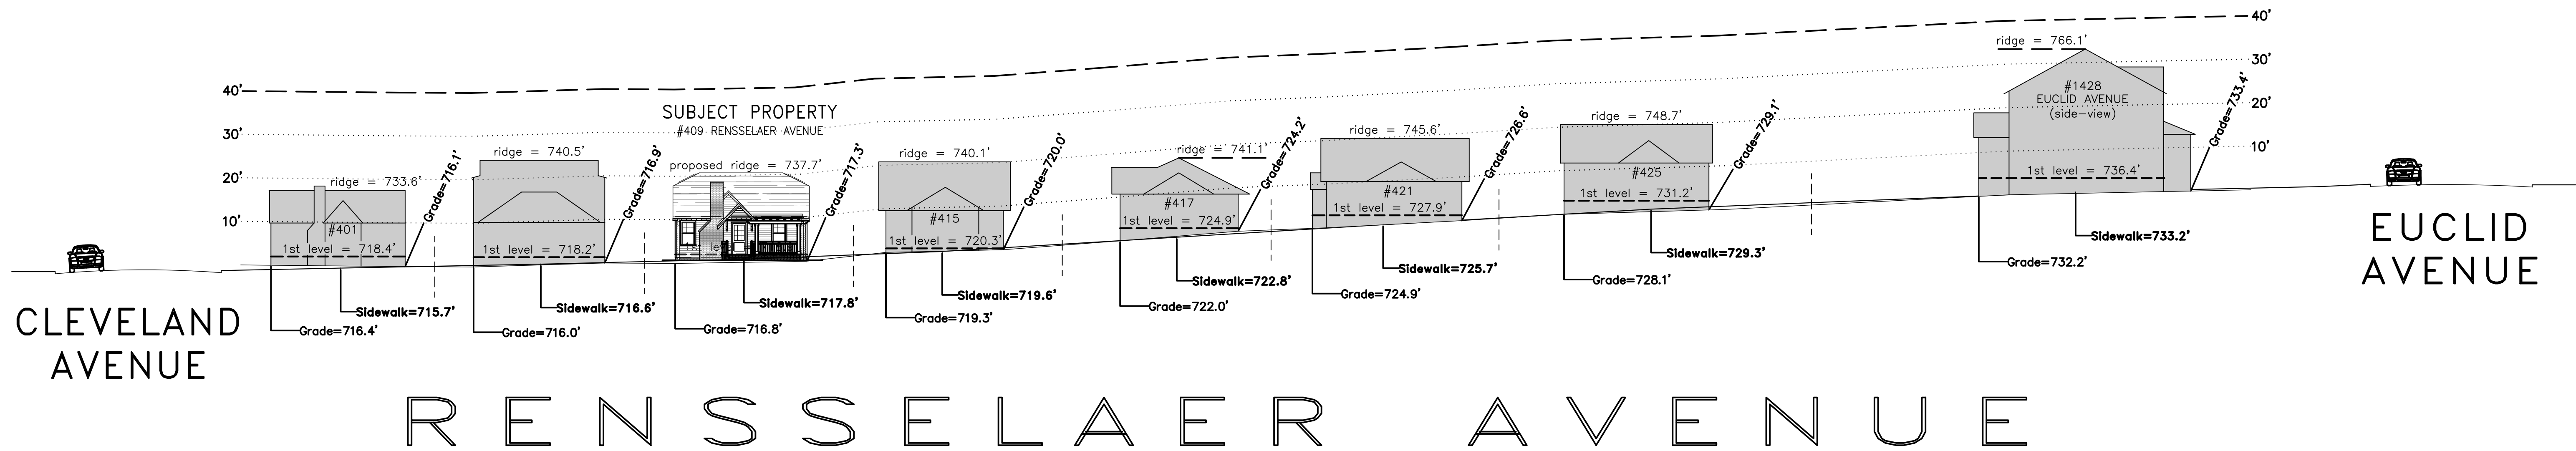 40'
30'
20'
10'
CLEVELAND
AVENUE
ridge = 733.6'
#401
1st level = 718.4'
Grade=716.1'
Sidewalk=715.7'
Grade=716.4'
ridge = 740.5'
1st level = 718.2'
Grade=716.9'
Sidewalk=716.6'
Grade=716.0'
SUBJECT PROPERTY
#409 RENSSELAER AVENUE
proposed ridge = 737.7'
1st level
Grade=717.3'
Sidewalk=717.8'
Grade=716.8'
ridge = 740.1'
#415
1st level = 720.3'
Grade=720.0'
Sidewalk=719.6'
Grade=719.3'
ridge = 741.1'
#417
1st level = 724.9'
Grade=724.2'
Sidewalk=722.8'
Grade=722.0'
ridge = 745.6'
#421
1st level = 727.9'
Grade=726.6'
Sidewalk=725.7'
Grade=724.9'
ridge = 748.7'
#425
1st level = 731.2'
Grade=729.1'
Sidewalk=729.3'
Grade=728.1'
ridge = 766.1'
#1428
EUCLID AVENUE
(side-view)
1st level = 736.4'
Grade=733.4'
Sidewalk=733.2'
Grade=732.2'
40'
30'
20'
10'
EUCLID
AVENUE
RENSSELAER AVENUE